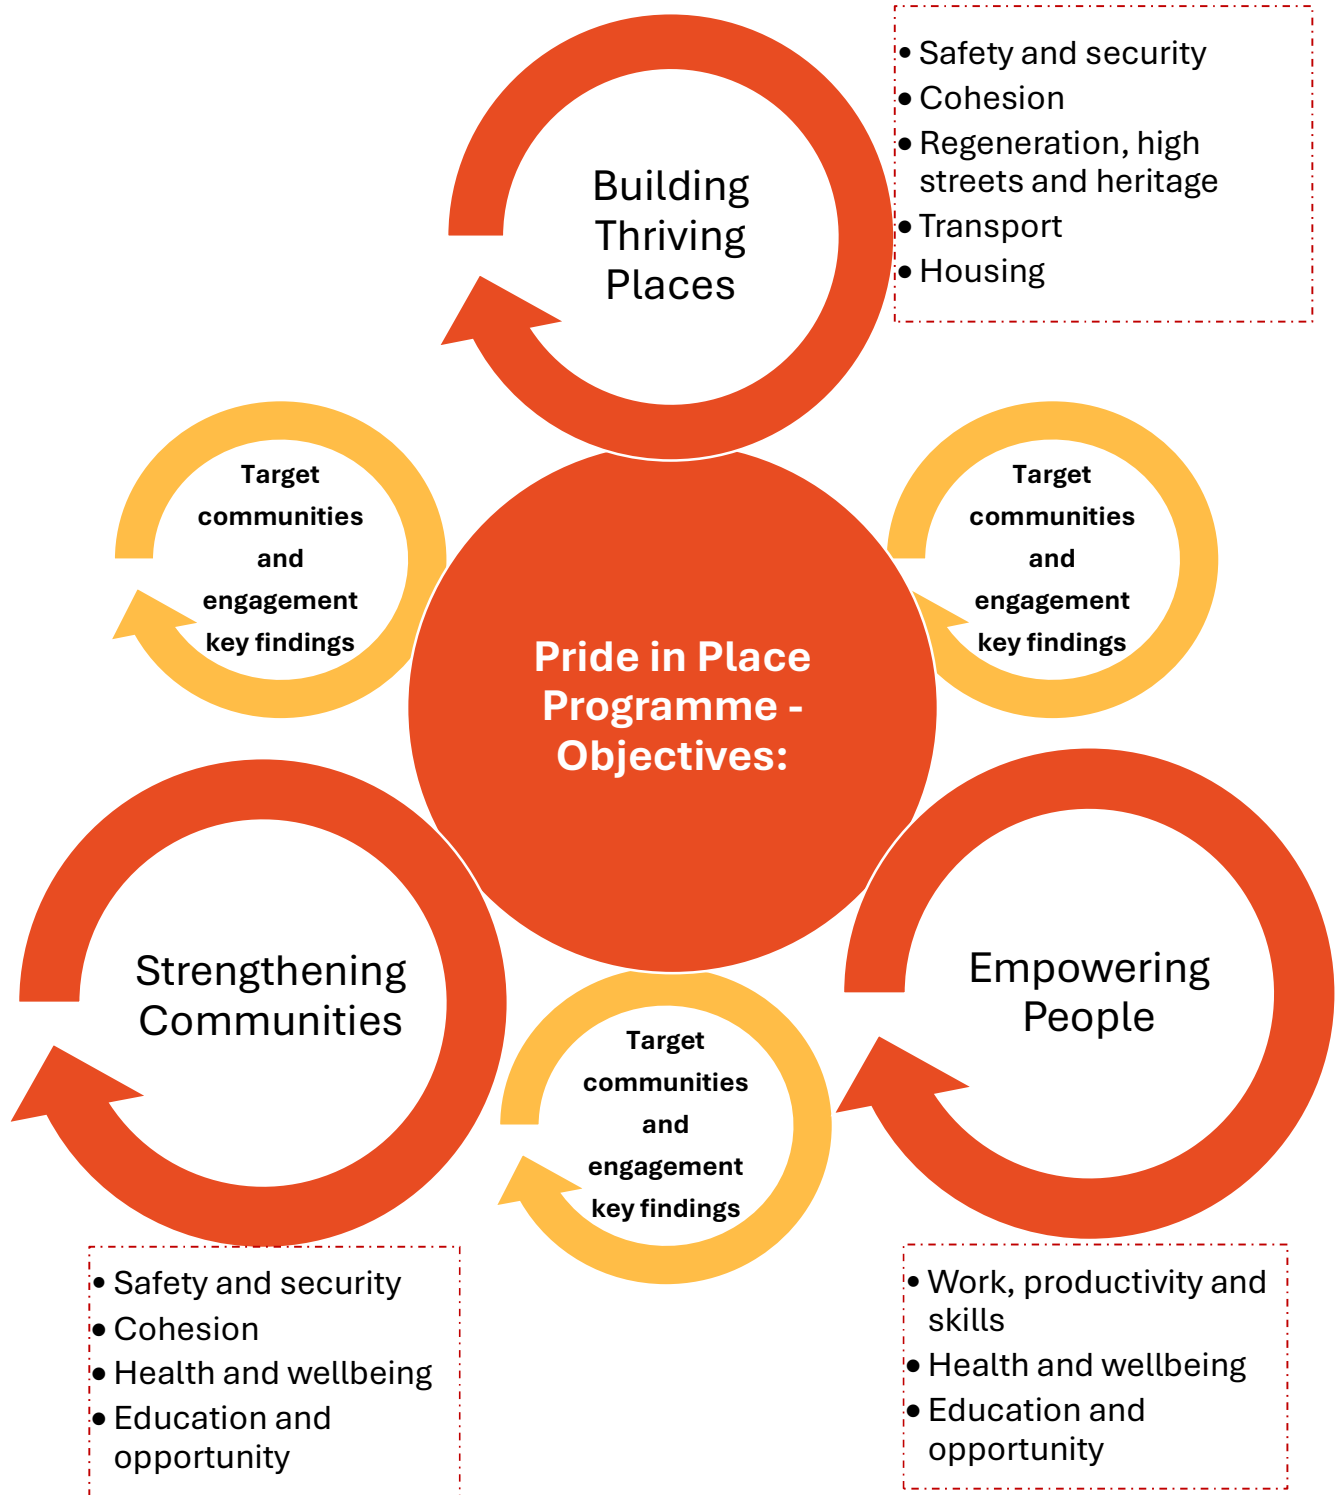 Building
Thriving
Places
• Safety and security
• Cohesion
• Regeneration, high
streets and heritage
• Transport
• Housing
Target
communities
and
engagement
key findings
Target
communities
and
engagement
key findings
Pride in Place
Programme -
Objectives:
Strengthening
Communities
Empowering
People
Target
communities
and
engagement
key findings
• Safety and security
• Cohesion
• Health and wellbeing
• Education and
opportunity
• Work, productivity and
skills
• Health and wellbeing
• Education and
opportunity